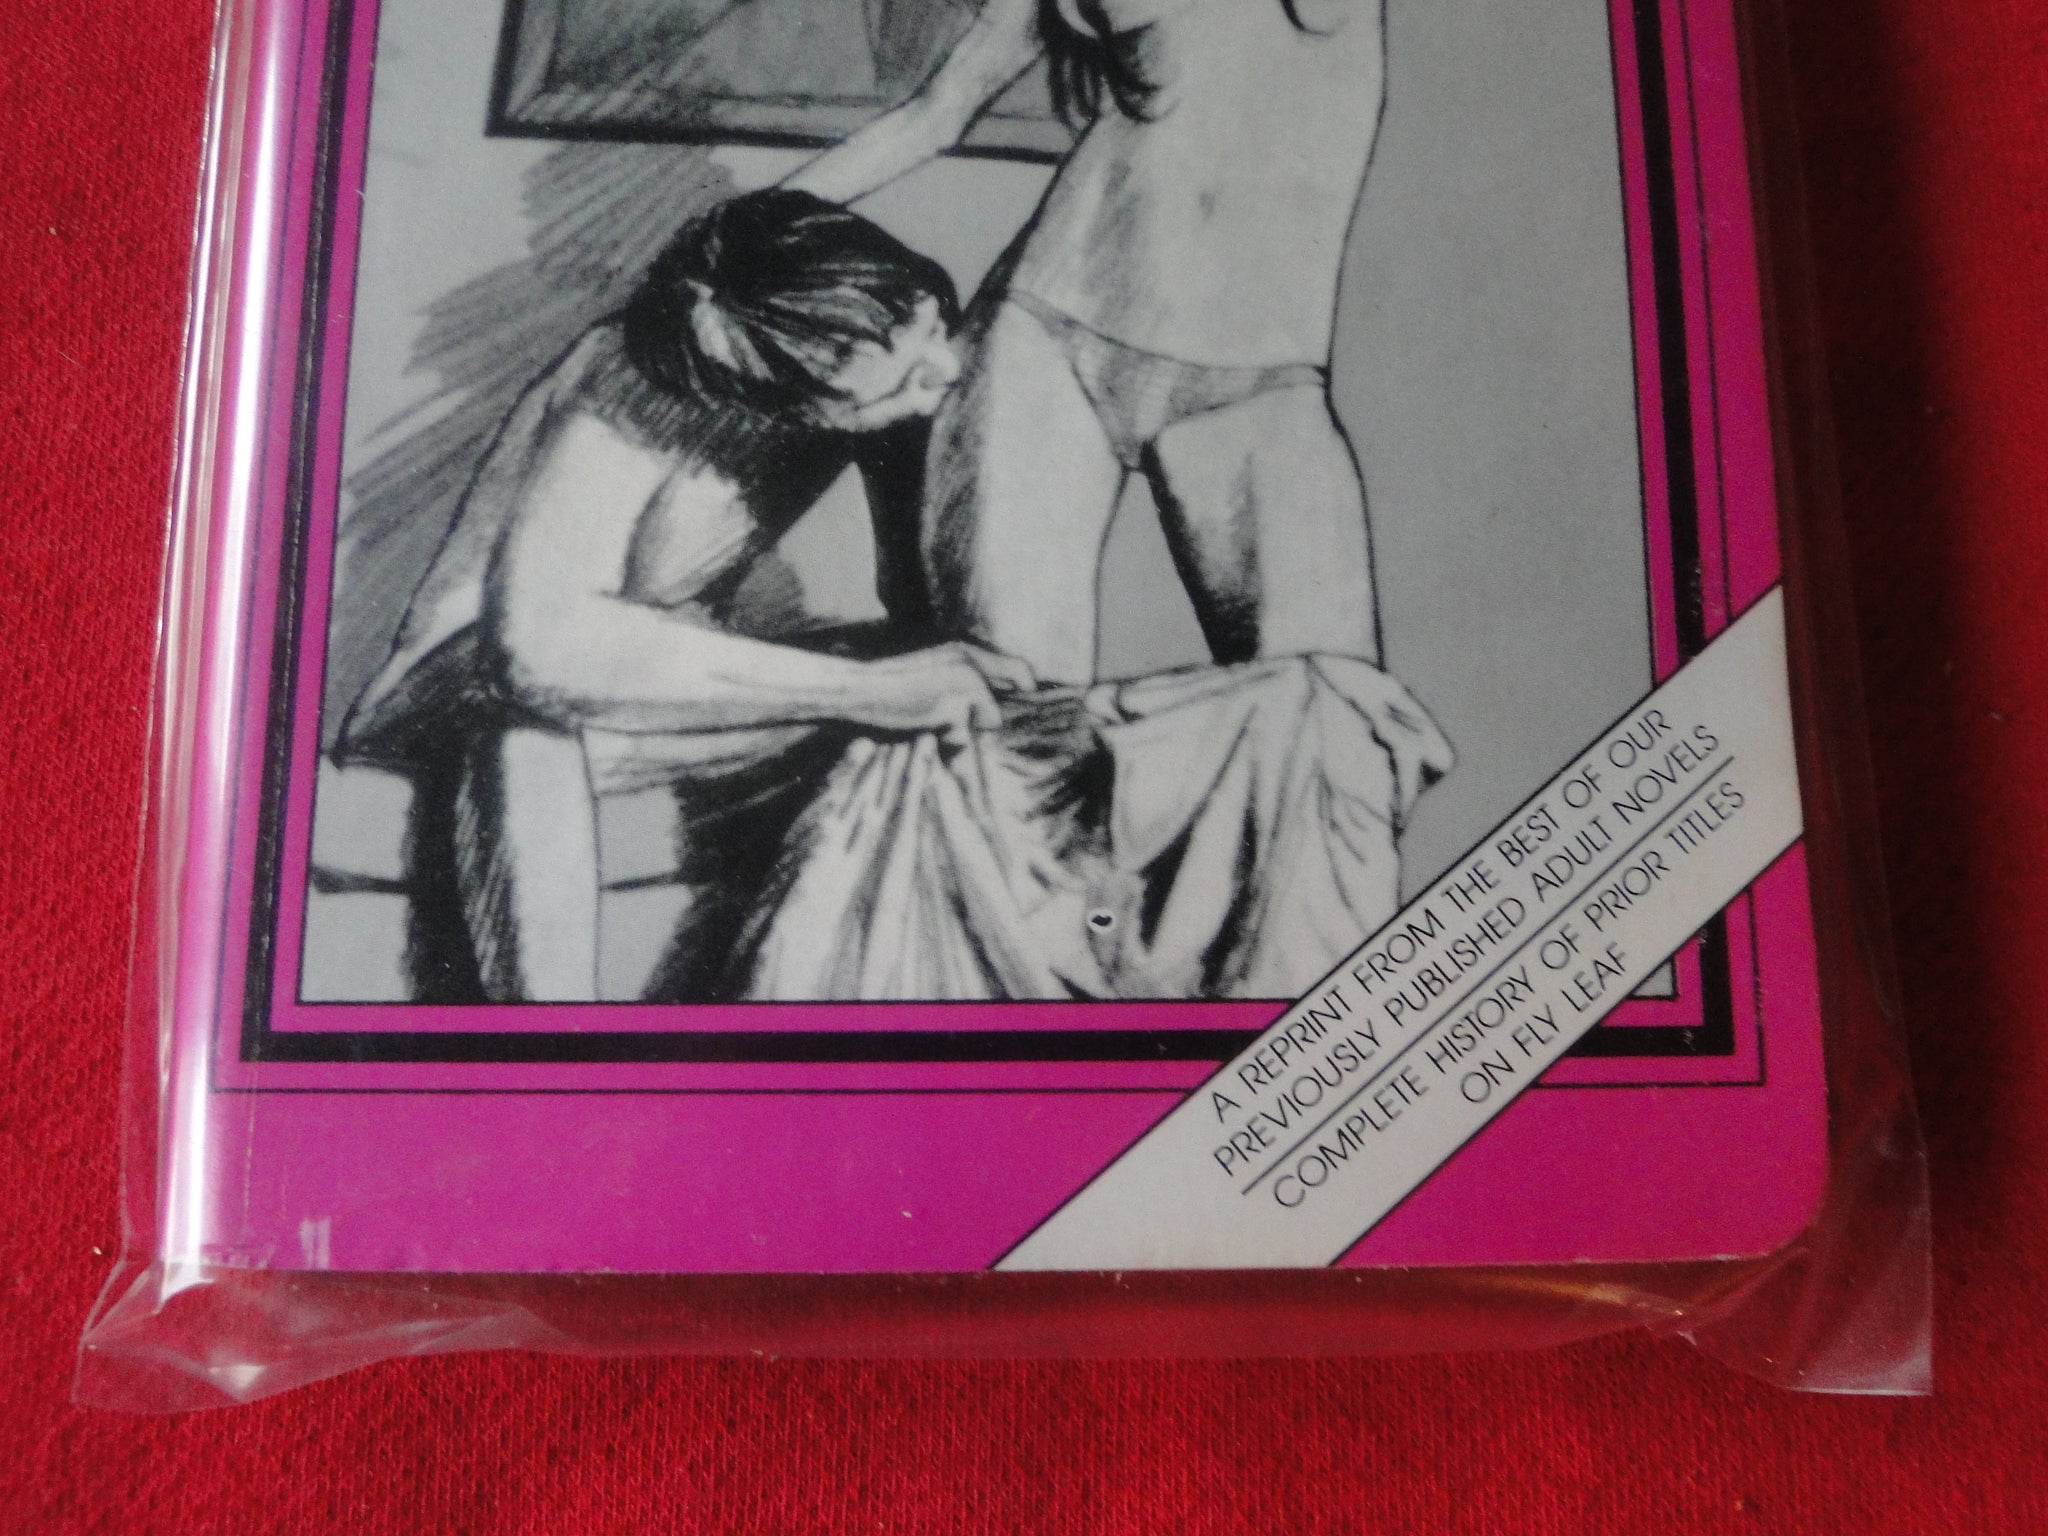 A REPRINT FROM THE BEST OF OUR
PREVIOUSLY PUBLISHED ADULT NOVELS
COMPLETE HISTORY OF PRIOR TITLES
ON FLY LEAF